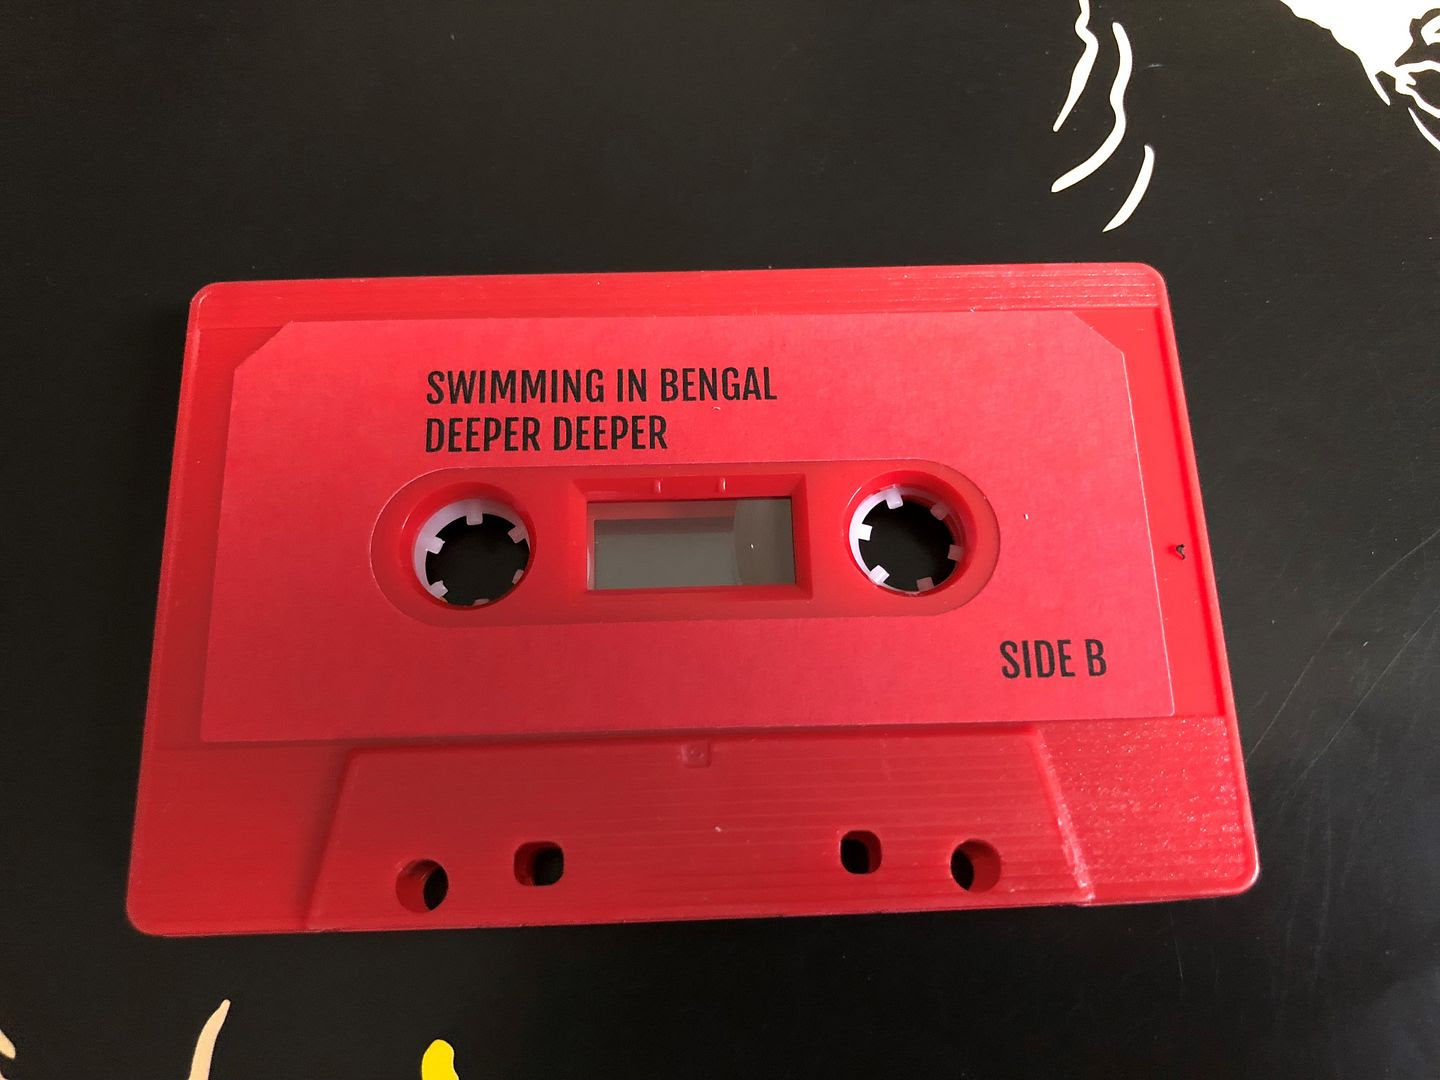 SWIMMING IN BENGAL
DEEPER DEEPER
SIDE B